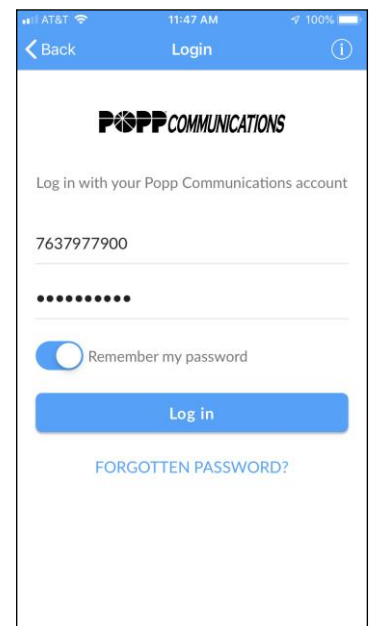 AT&T 11:47 AM 100%
Back Login i
POPP COMMUNICATIONS
Log in with your Popp Communications account
7637977900
••••••••••
Remember my password
Log in
FORGOTTEN PASSWORD?